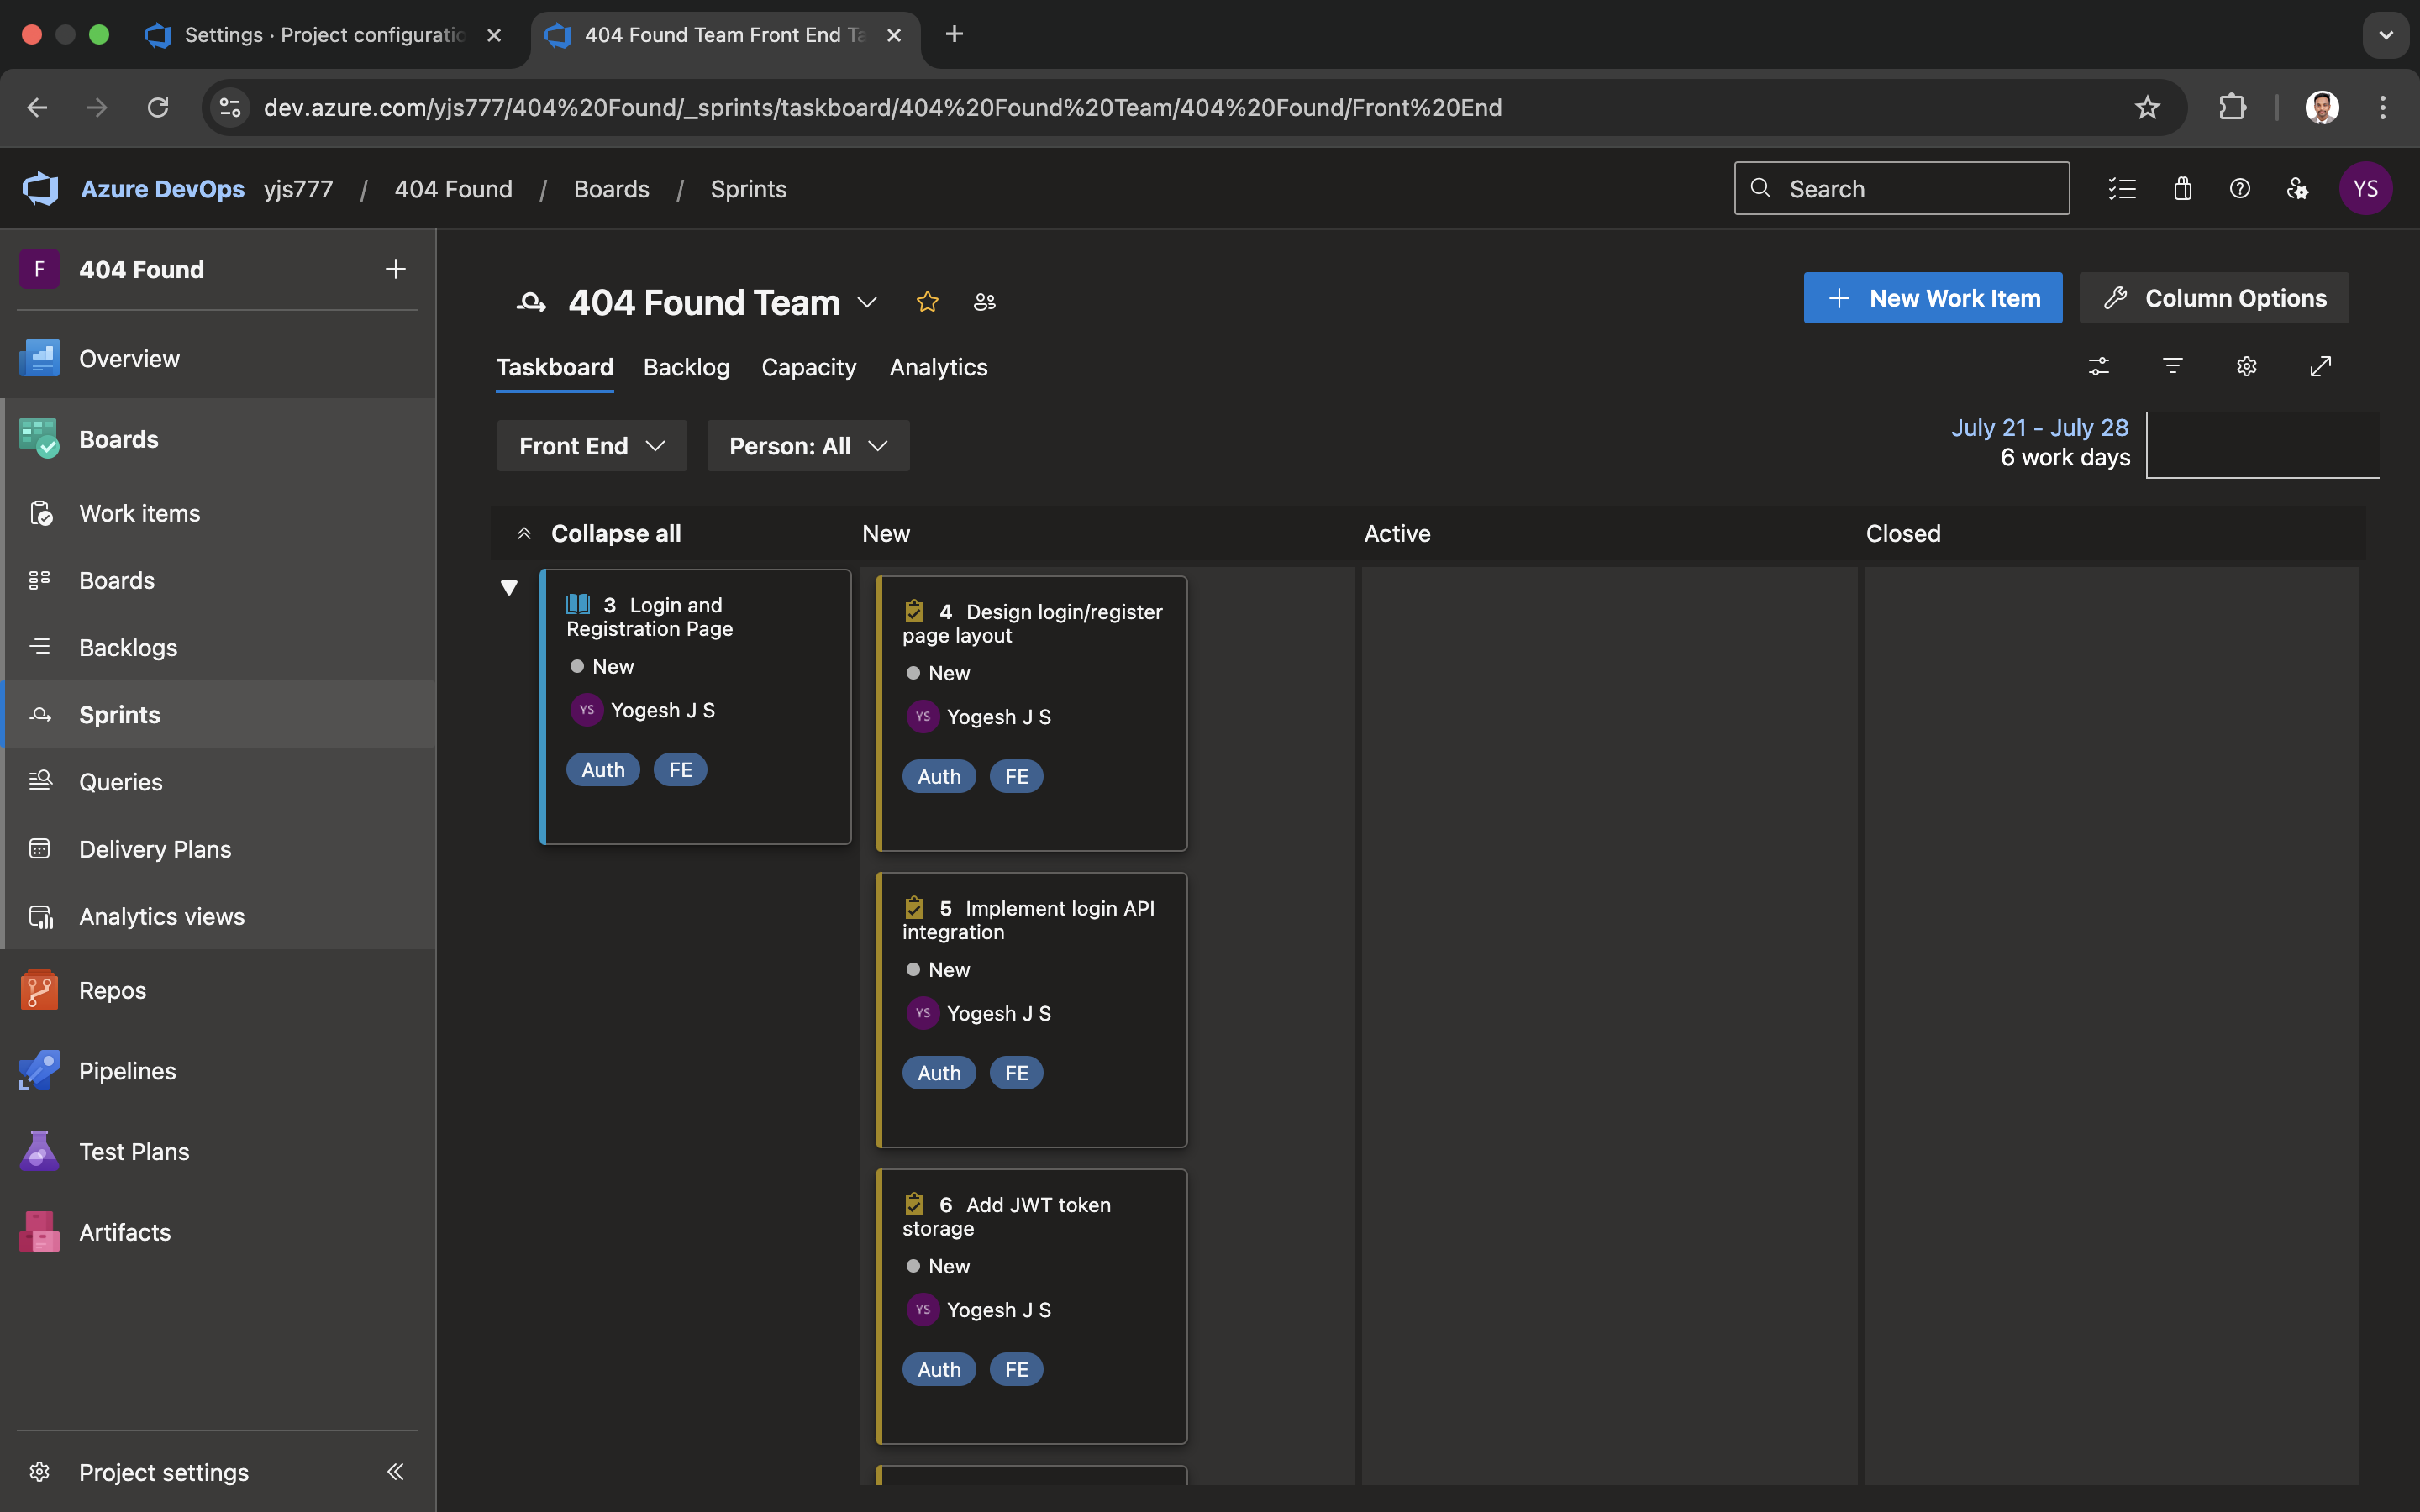 Settings · Project configuratio
404 Found Team Front End Ta
dev.azure.com/yjs777/404%20Found/_sprints/taskboard/404%20Found%20Team/404%20Found/Front%20End
Azure DevOps yjs777 / 404 Found / Boards / Sprints
Search
YS
F 404 Found
Overview
Boards
Work items
Boards
Backlogs
Sprints
Queries
Delivery Plans
Analytics views
Repos
Pipelines
Test Plans
Artifacts
Project settings
404 Found Team
New Work Item
Column Options
Taskboard Backlog Capacity Analytics
Front End
Person: All
July 21 - July 28
6 work days
Collapse all
New
Active
Closed
3 Login and
Registration Page
New
YS Yogesh J S
Auth FE
4 Design login/register
page layout
New
YS Yogesh J S
Auth FE
5 Implement login API
integration
New
YS Yogesh J S
Auth FE
6 Add JWT token
storage
New
YS Yogesh J S
Auth FE